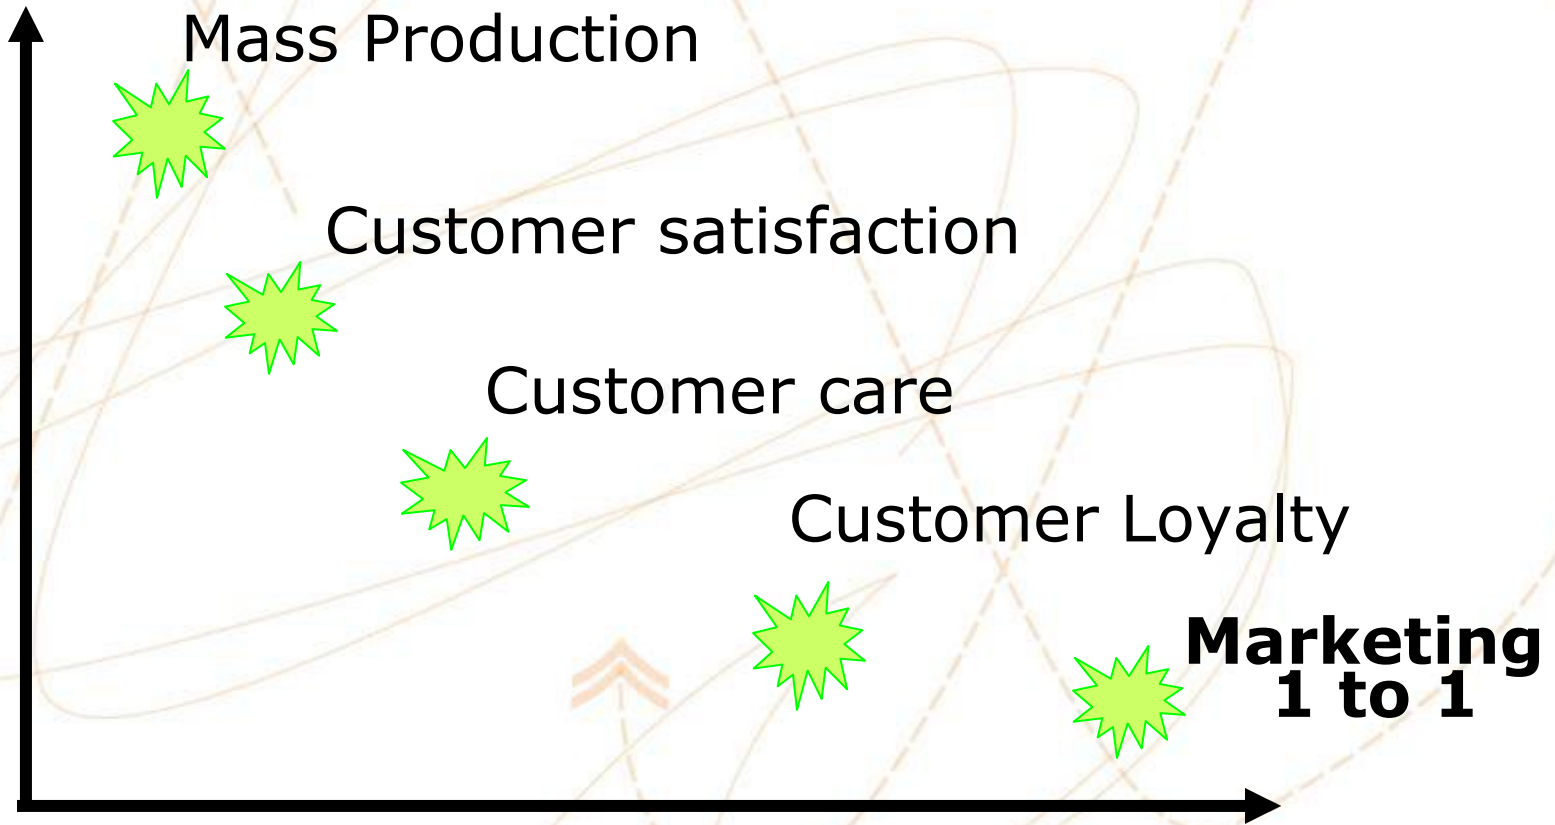 Mass Production
Customer satisfaction
Customer care
Customer Loyalty
Marketing
1 to 1